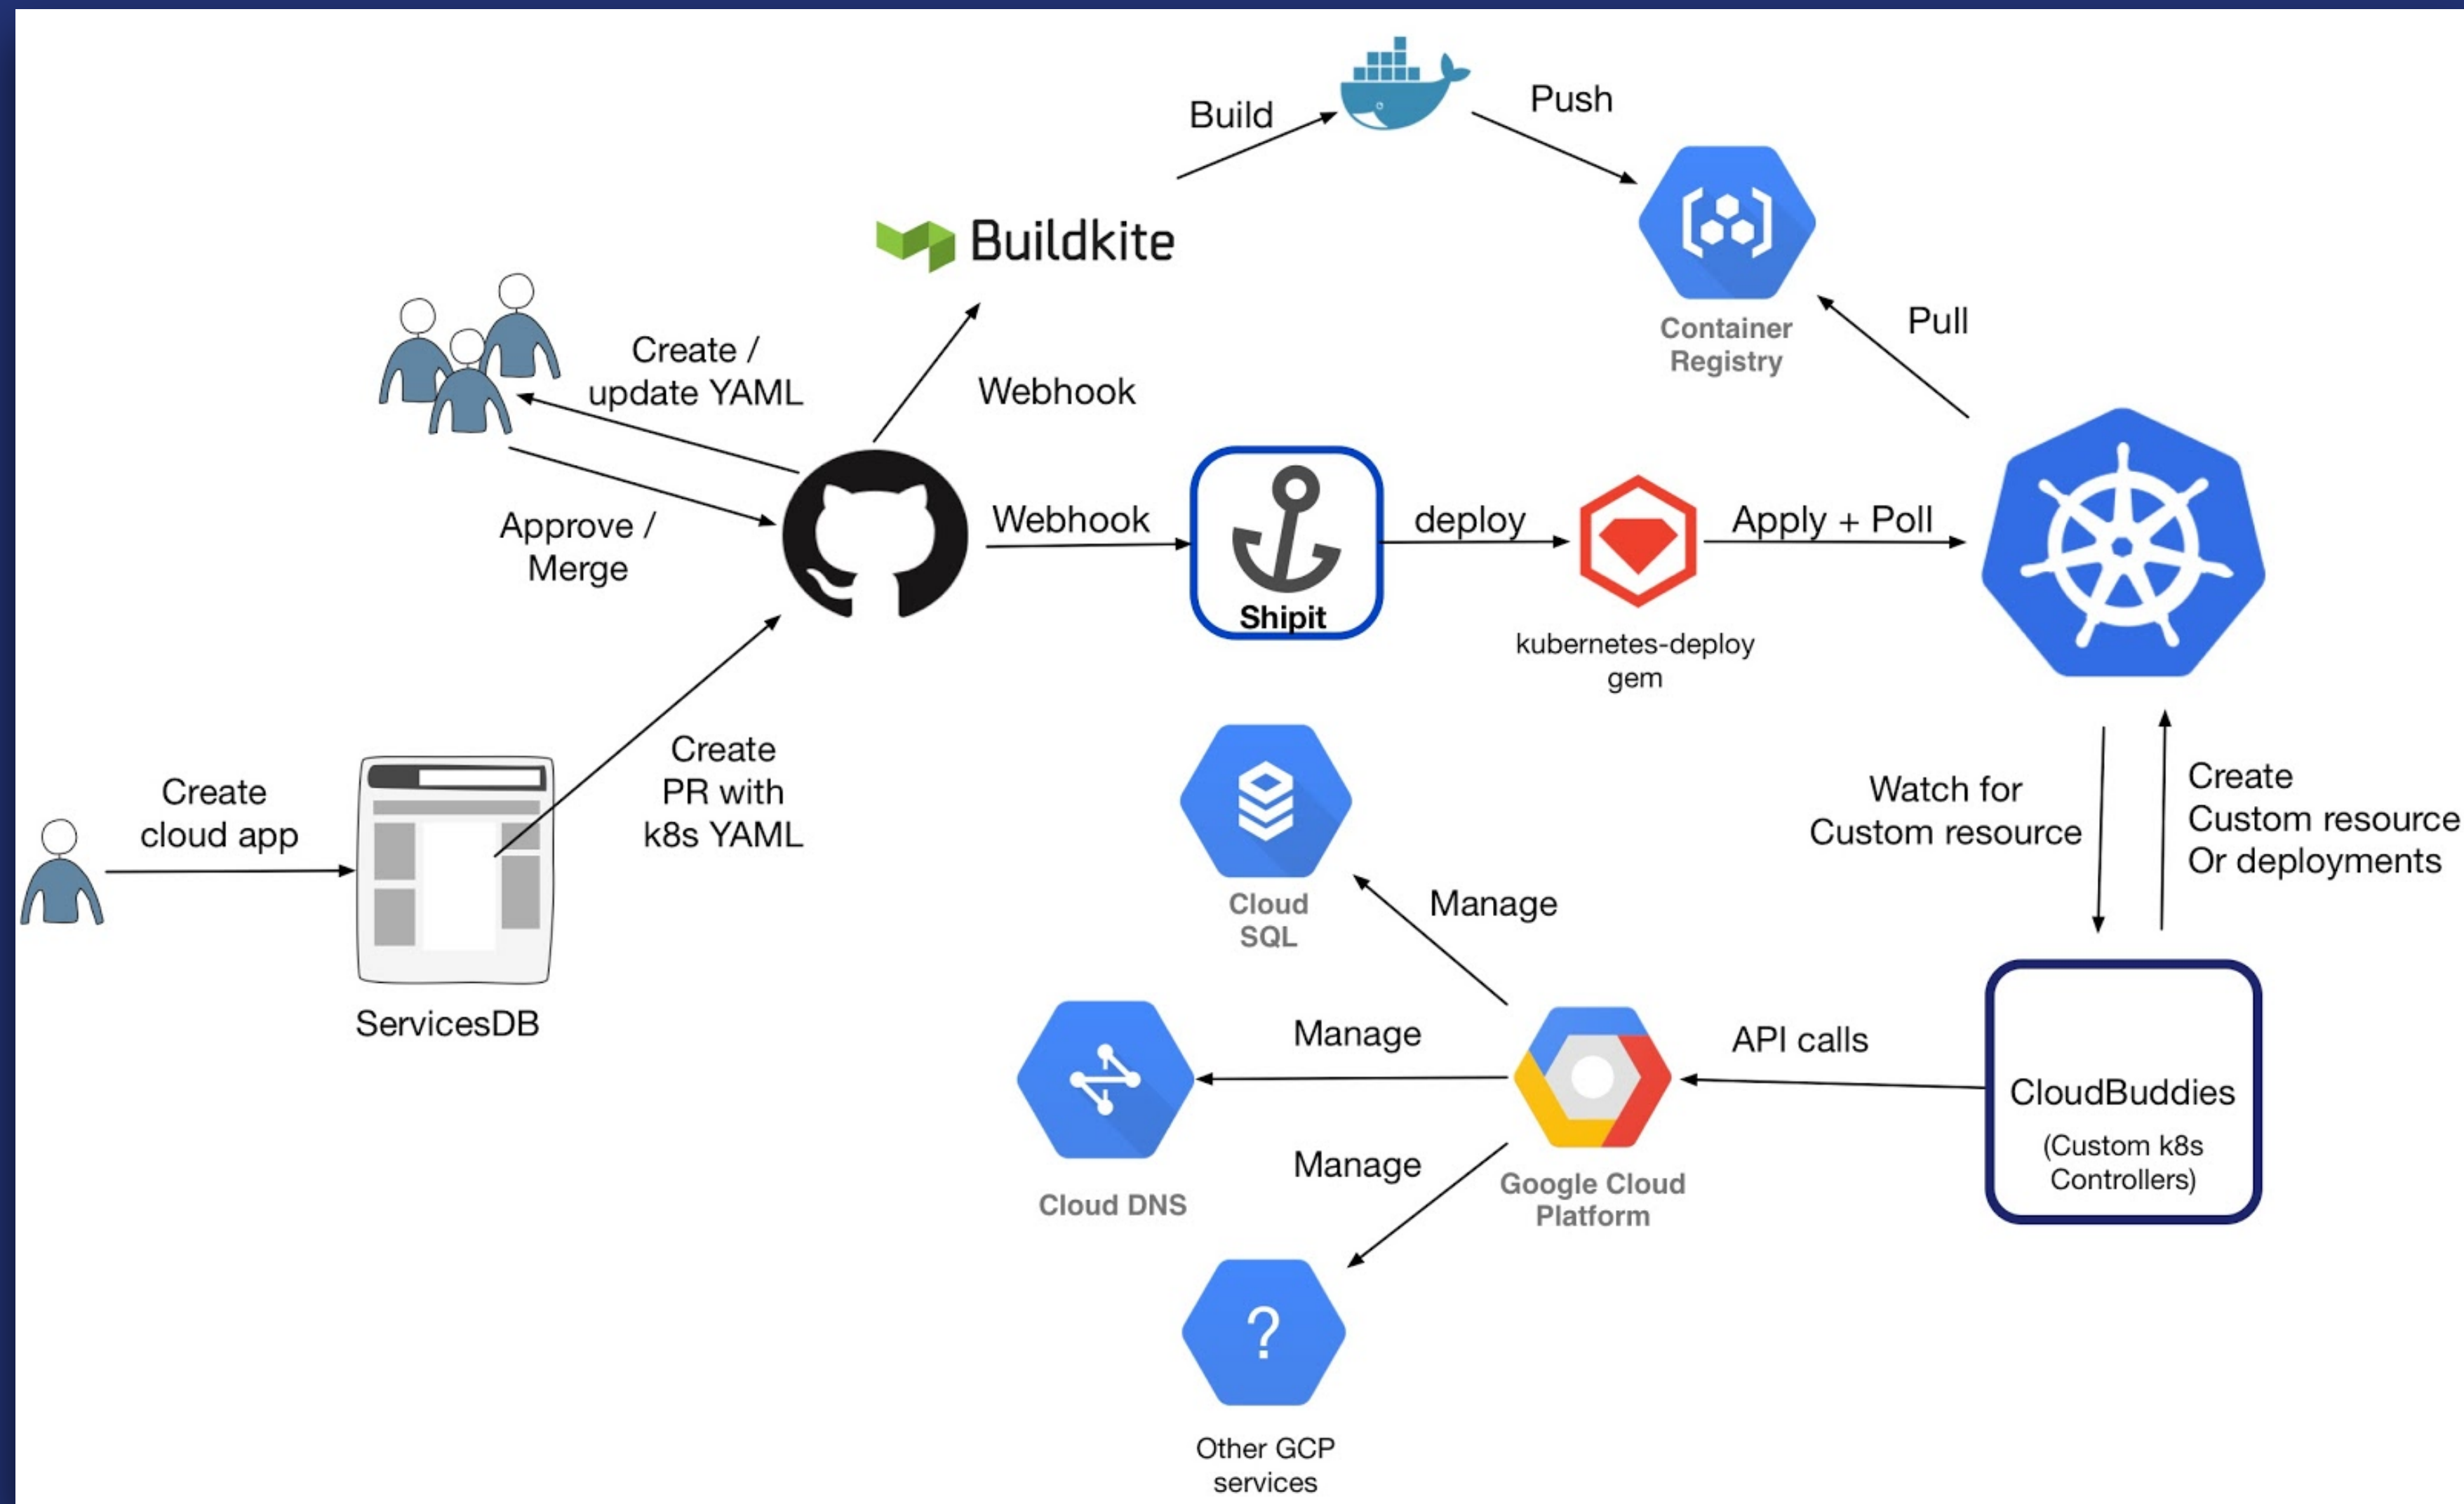 Build
Push
Buildkite
Container
Registry
Pull
Create /
update YAML
Webhook
Approve /
Merge
Webhook
Shipit
deploy
kubernetes-deploy
gem
Apply + Poll
Create
cloud app
ServicesDB
Create
PR with
k8s YAML
Watch for
Custom resource
Create
Custom resource
Or deployments
Cloud
SQL
Manage
Cloud DNS
Manage
Manage
Google Cloud
Platform
API calls
CloudBuddies
(Custom k8s
Controllers)
?
Other GCP
services